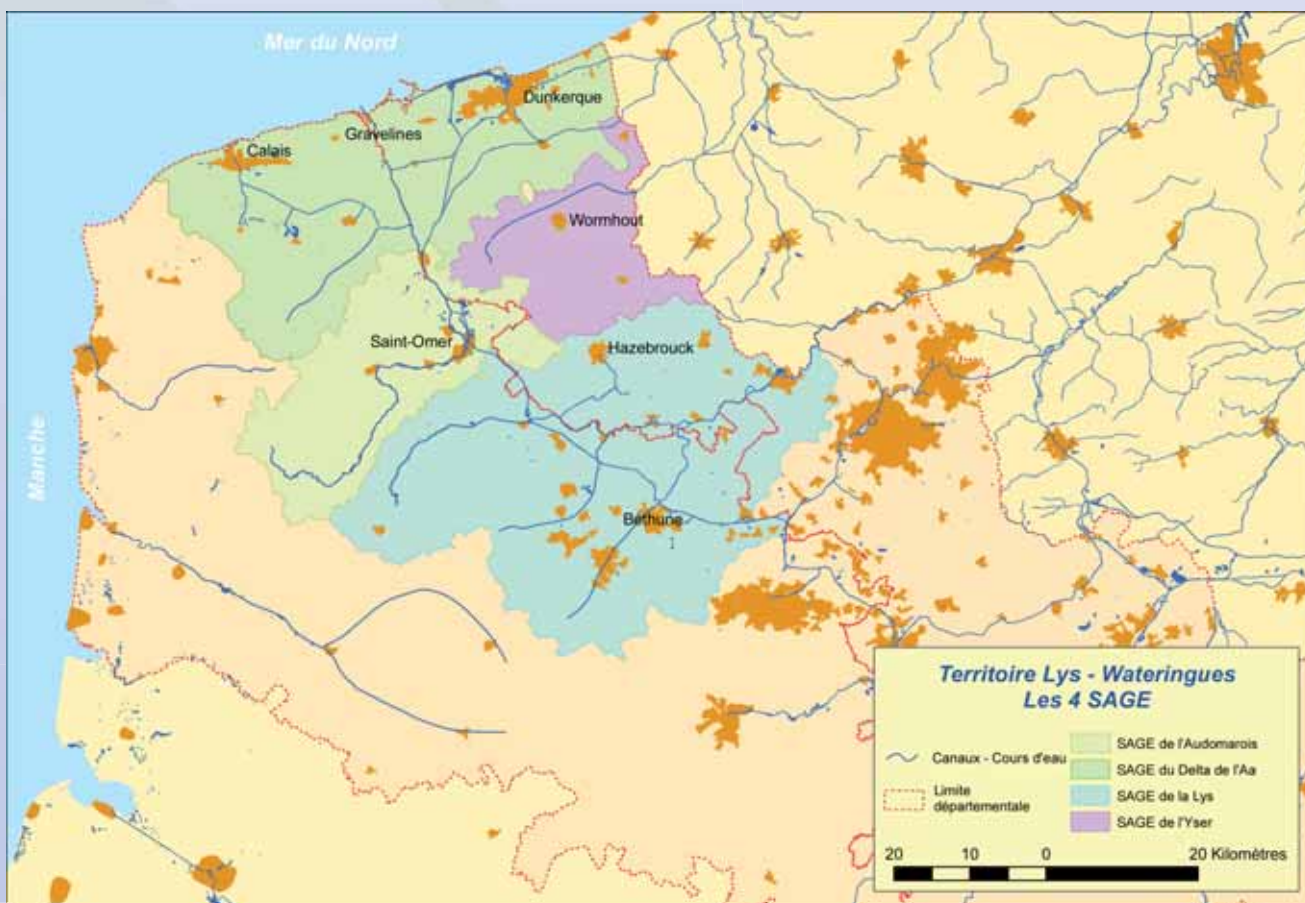 Mer du Nord
Dunkerque
Gravelines
Calais
Wormhout
Saint-Omer
Hazebrouck
Manche
Béthune
Territoire Lys - Wateringues
Les 4 SAGE
Canaux - Cours d'eau
Limite
départementale
SAGE de l'Audomarois
SAGE du Delta de l'Aa
SAGE de la Lys
SAGE de l'Yser
20 10 0 20 Kilomètres